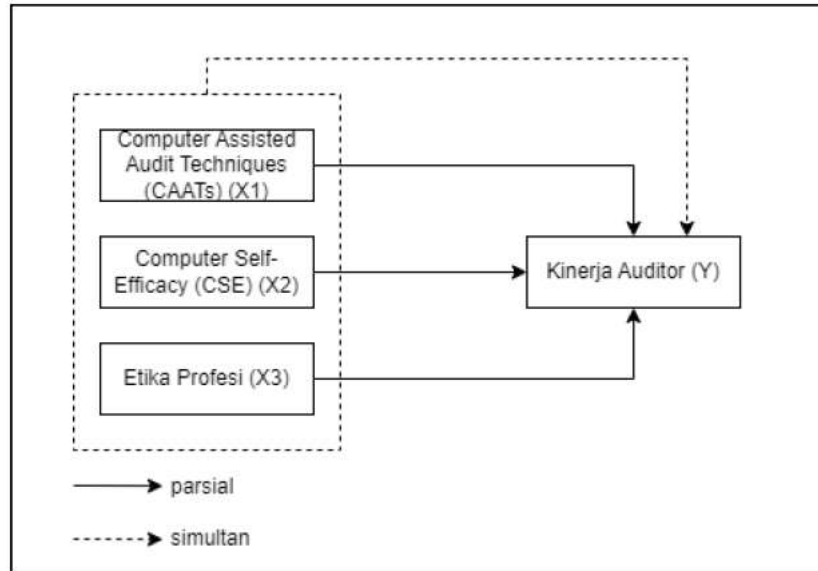 Computer Assisted
Audit Techniques
(CAATs) (X1)
Computer Self-
Efficacy (CSE) (X2)
Kinerja Auditor (Y)
Etika Profesi (X3)
parsial
simultan